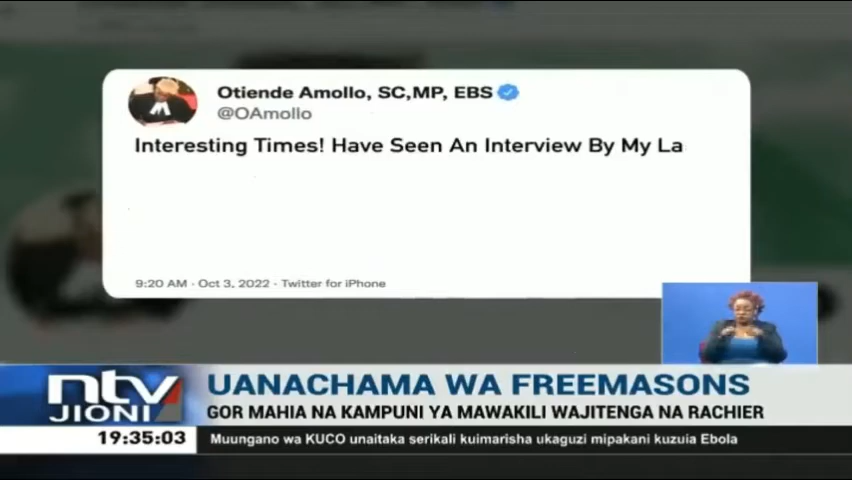 Otiende Amollo, SC,MP, EBS
@OAmollo
Interesting Times! Have Seen An Interview By My La
9:20 AM · Oct 3, 2022 · Twitter for iPhone
ntv
JIONI
UANACHAMA WA FREEMASONS
GOR MAHIA NA KAMPUNI YA MAWAKILI WAJITENGA NA RACHIER
19:35:03
Muungano wa KUCO unaitaka serikali kuimarisha ukaguzi mipakani kuzuia Ebola